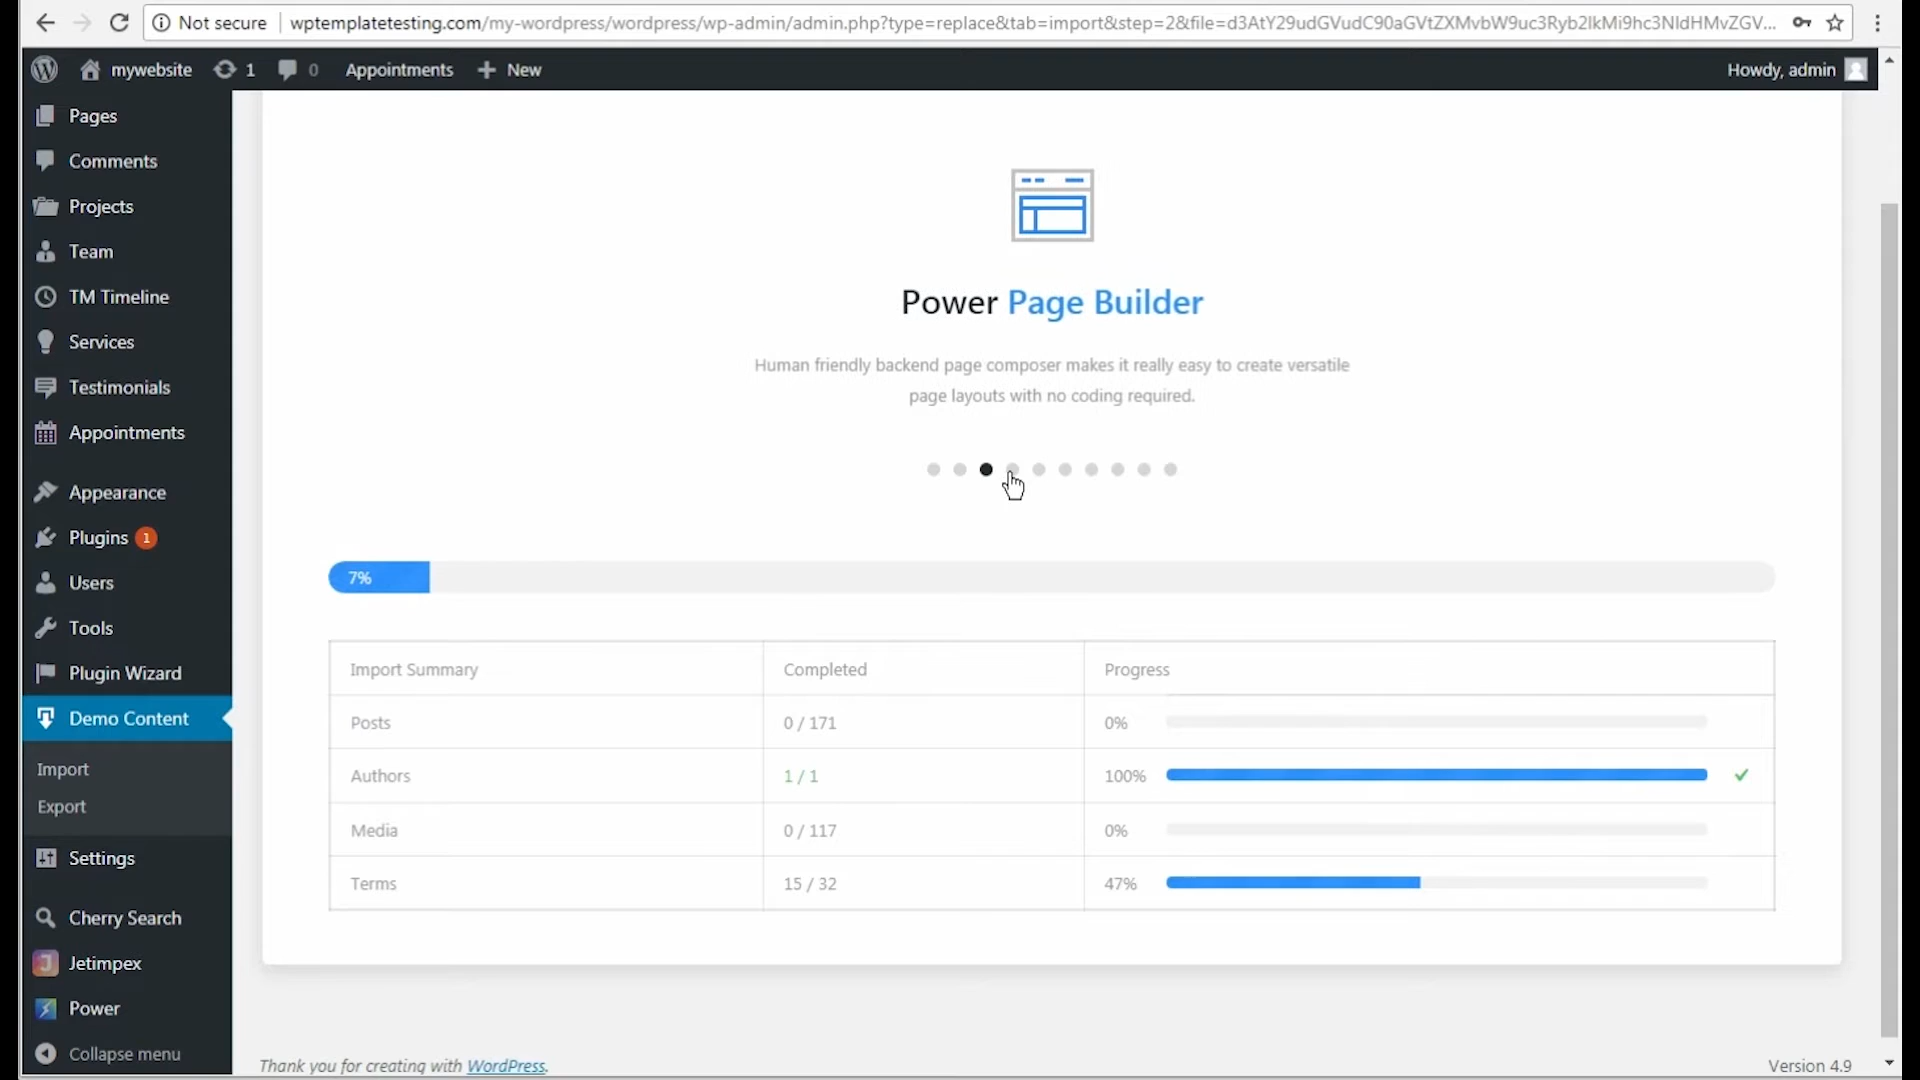 Not secure
wptemplatetesting.com/my-wordpress/wordpress/wp-admin/admin.php?type=replace&tab=import&step=2&file=d3AtY29udGVudC90aGVtZXMvbW9uc3Ryb2lkMi9hc3NldHMvZGV...
mywebsite
1
0
Appointments
New
Howdy, admin
Pages
Comments
Projects
Team
TM Timeline
Services
Testimonials
Appointments
Appearance
Plugins 1
Users
Tools
Plugin Wizard
Demo Content
Import
Export
Settings
Cherry Search
Jetimpex
Power
Collapse menu
Power Page Builder
Human friendly backend page composer makes it really easy to create versatile
page layouts with no coding required.
7%
Import Summary Completed Progress
Posts 0 / 171 0%
Authors 1 / 1 100%
Media 0 / 117 0%
Terms 15 / 32 47%
Thank you for creating with WordPress.
Version 4.9